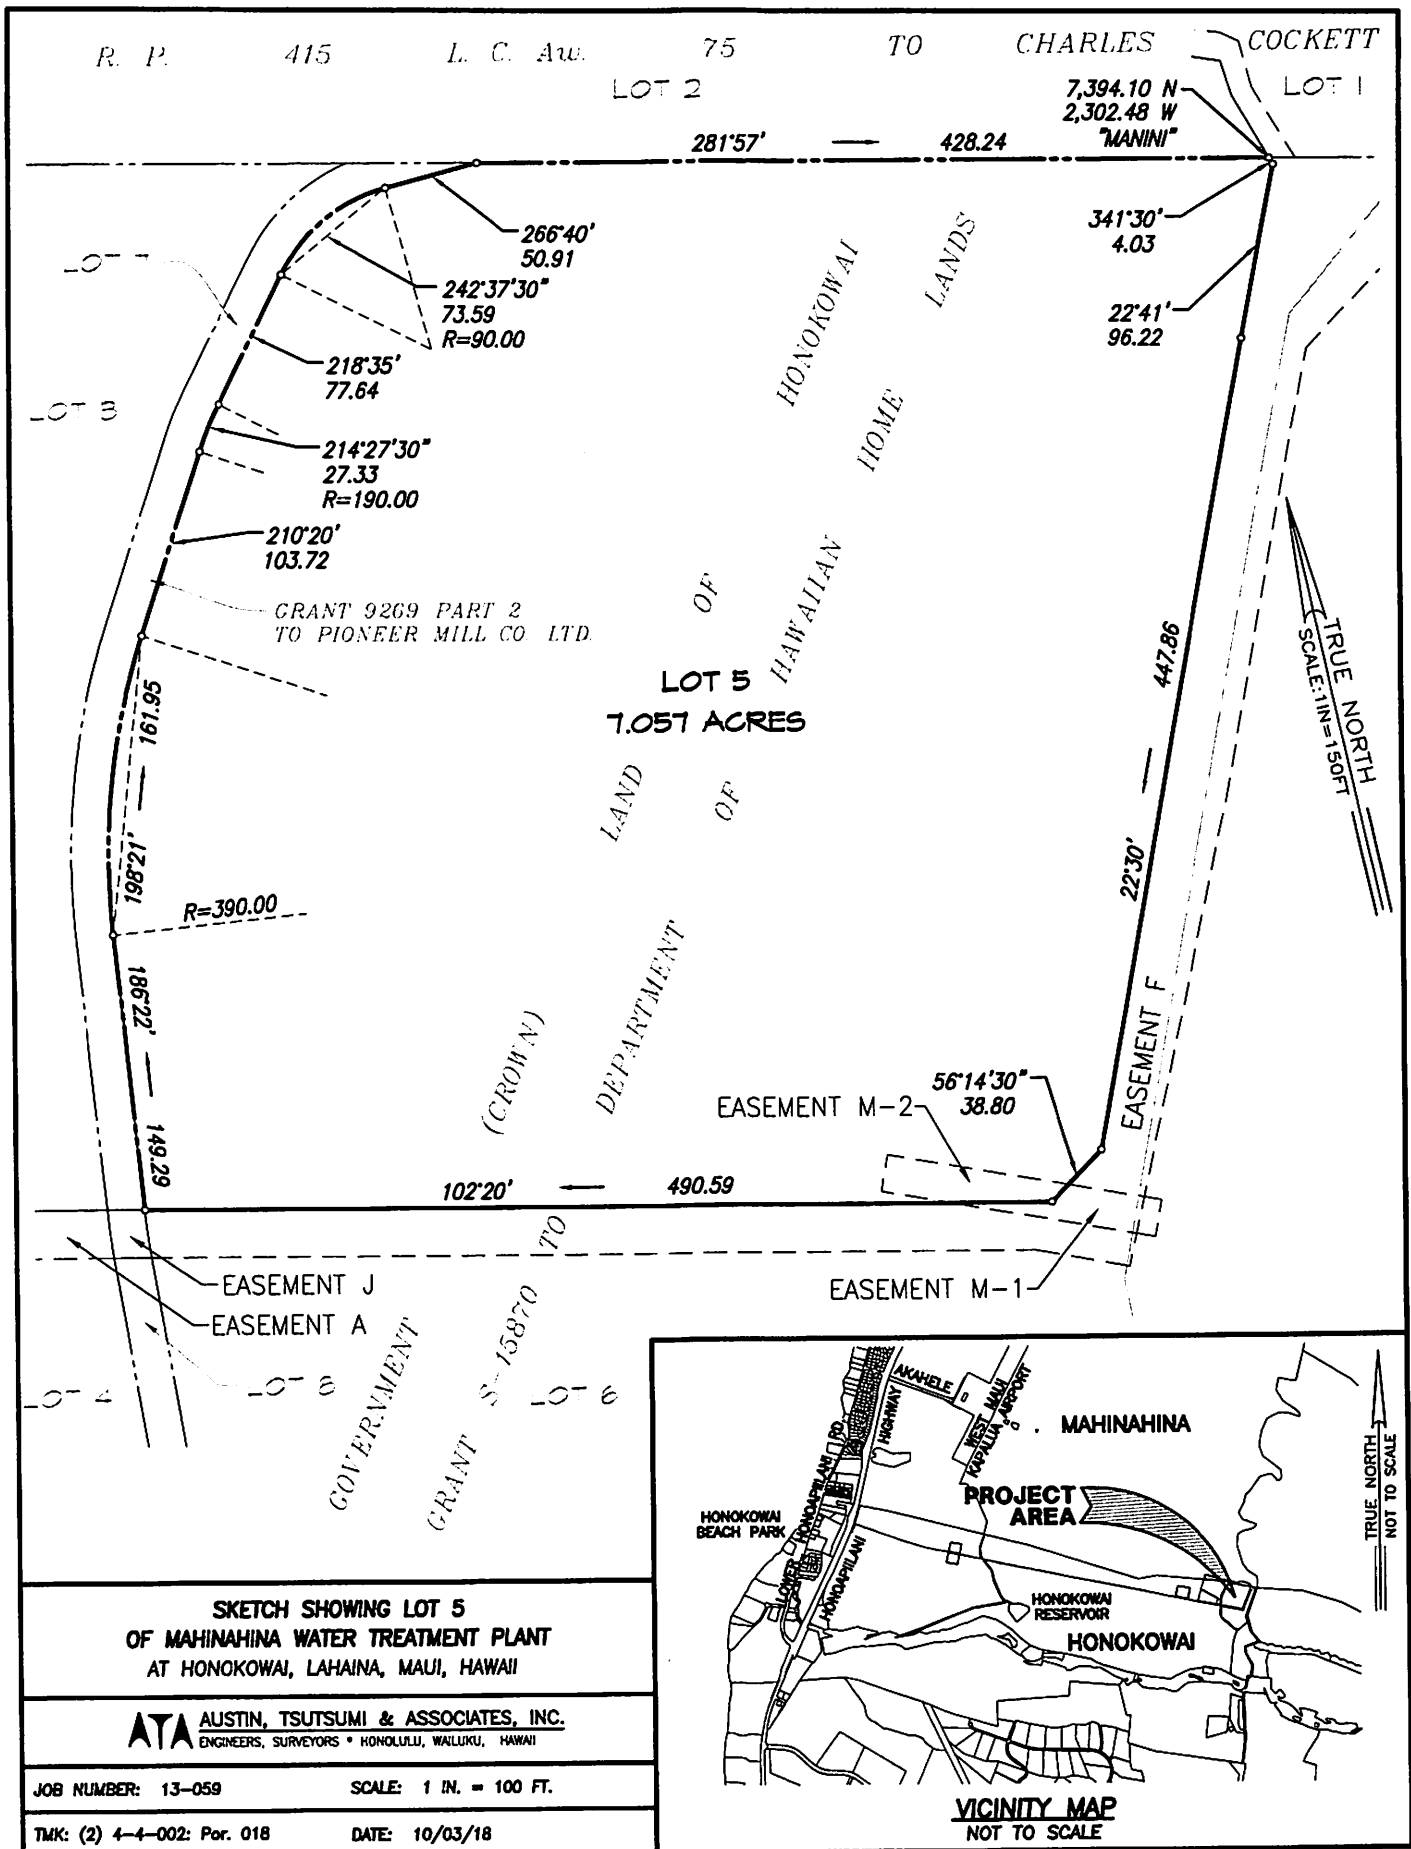 R. P. 415 L. C. Aw. 75 TO CHARLES COCKETT
LOT 2
LOT 1
7,394.10 N
2,302.48 W
"MANINI"
281°57' 428.24
341°30'
4.03
266°40'
50.91
242°37'30"
73.59
R=90.00
22°41'
96.22
LOT 7
218°35'
77.64
LOT 3
214°27'30"
27.33
R=190.00
210°20'
103.72
GRANT 9269 PART 2
TO PIONEER MILL CO. LTD.
LAND OF HONOKOWAI
(CROWN) DEPARTMENT OF HAWAIIAN HOME LANDS
LOT 5
7.057 ACRES
198°21' 161.95
R=390.00
186°22' 149.29
447.86
22°30'
TRUE NORTH
SCALE:1IN=150FT
EASEMENT F
56°14'30"
38.80
EASEMENT M-2
102°20' 490.59
EASEMENT M-1
EASEMENT J
EASEMENT A
GOVERNMENT
GRANT S-15870 TO
LOT 4
LOT 8
LOT 6
AKAHELE
HIGHWAY
WEST MAUI
KAPALUA AIRPORT
MAHINAHINA
PROJECT
AREA
HONOKOWAI
BEACH PARK
LOWER HONOAPIILANI RD.
HONOAPIILANI
HONOKOWAI
RESERVOIR
HONOKOWAI
TRUE NORTH
NOT TO SCALE
VICINITY MAP
NOT TO SCALE
SKETCH SHOWING LOT 5
OF MAHINAHINA WATER TREATMENT PLANT
AT HONOKOWAI, LAHAINA, MAUI, HAWAII
ATA AUSTIN, TSUTSUMI & ASSOCIATES, INC.
ENGINEERS, SURVEYORS • HONOLULU, WAILUKU, HAWAII
JOB NUMBER: 13-059 SCALE: 1 IN. = 100 FT.
TMK: (2) 4-4-002: Por. 018 DATE: 10/03/18